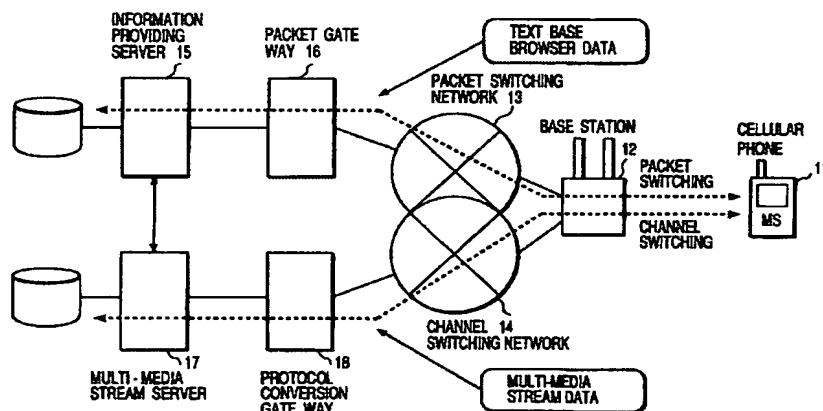 INFORMATION
PROVIDING
SERVER 15
PACKET GATE
WAY 16
TEXT BASE
BROWSER DATA
PACKET SWITCHING
NETWORK 13
BASE STATION
12
CELLULAR
PHONE
1
PACKET
SWITCHING
MS
CHANNEL
SWITCHING
17
MULTI-MEDIA
STREAM SERVER
18
PROTOCOL
CONVERSION
GATE WAY
CHANNEL 14
SWITCHING NETWORK
MULTI-MEDIA
STREAM DATA